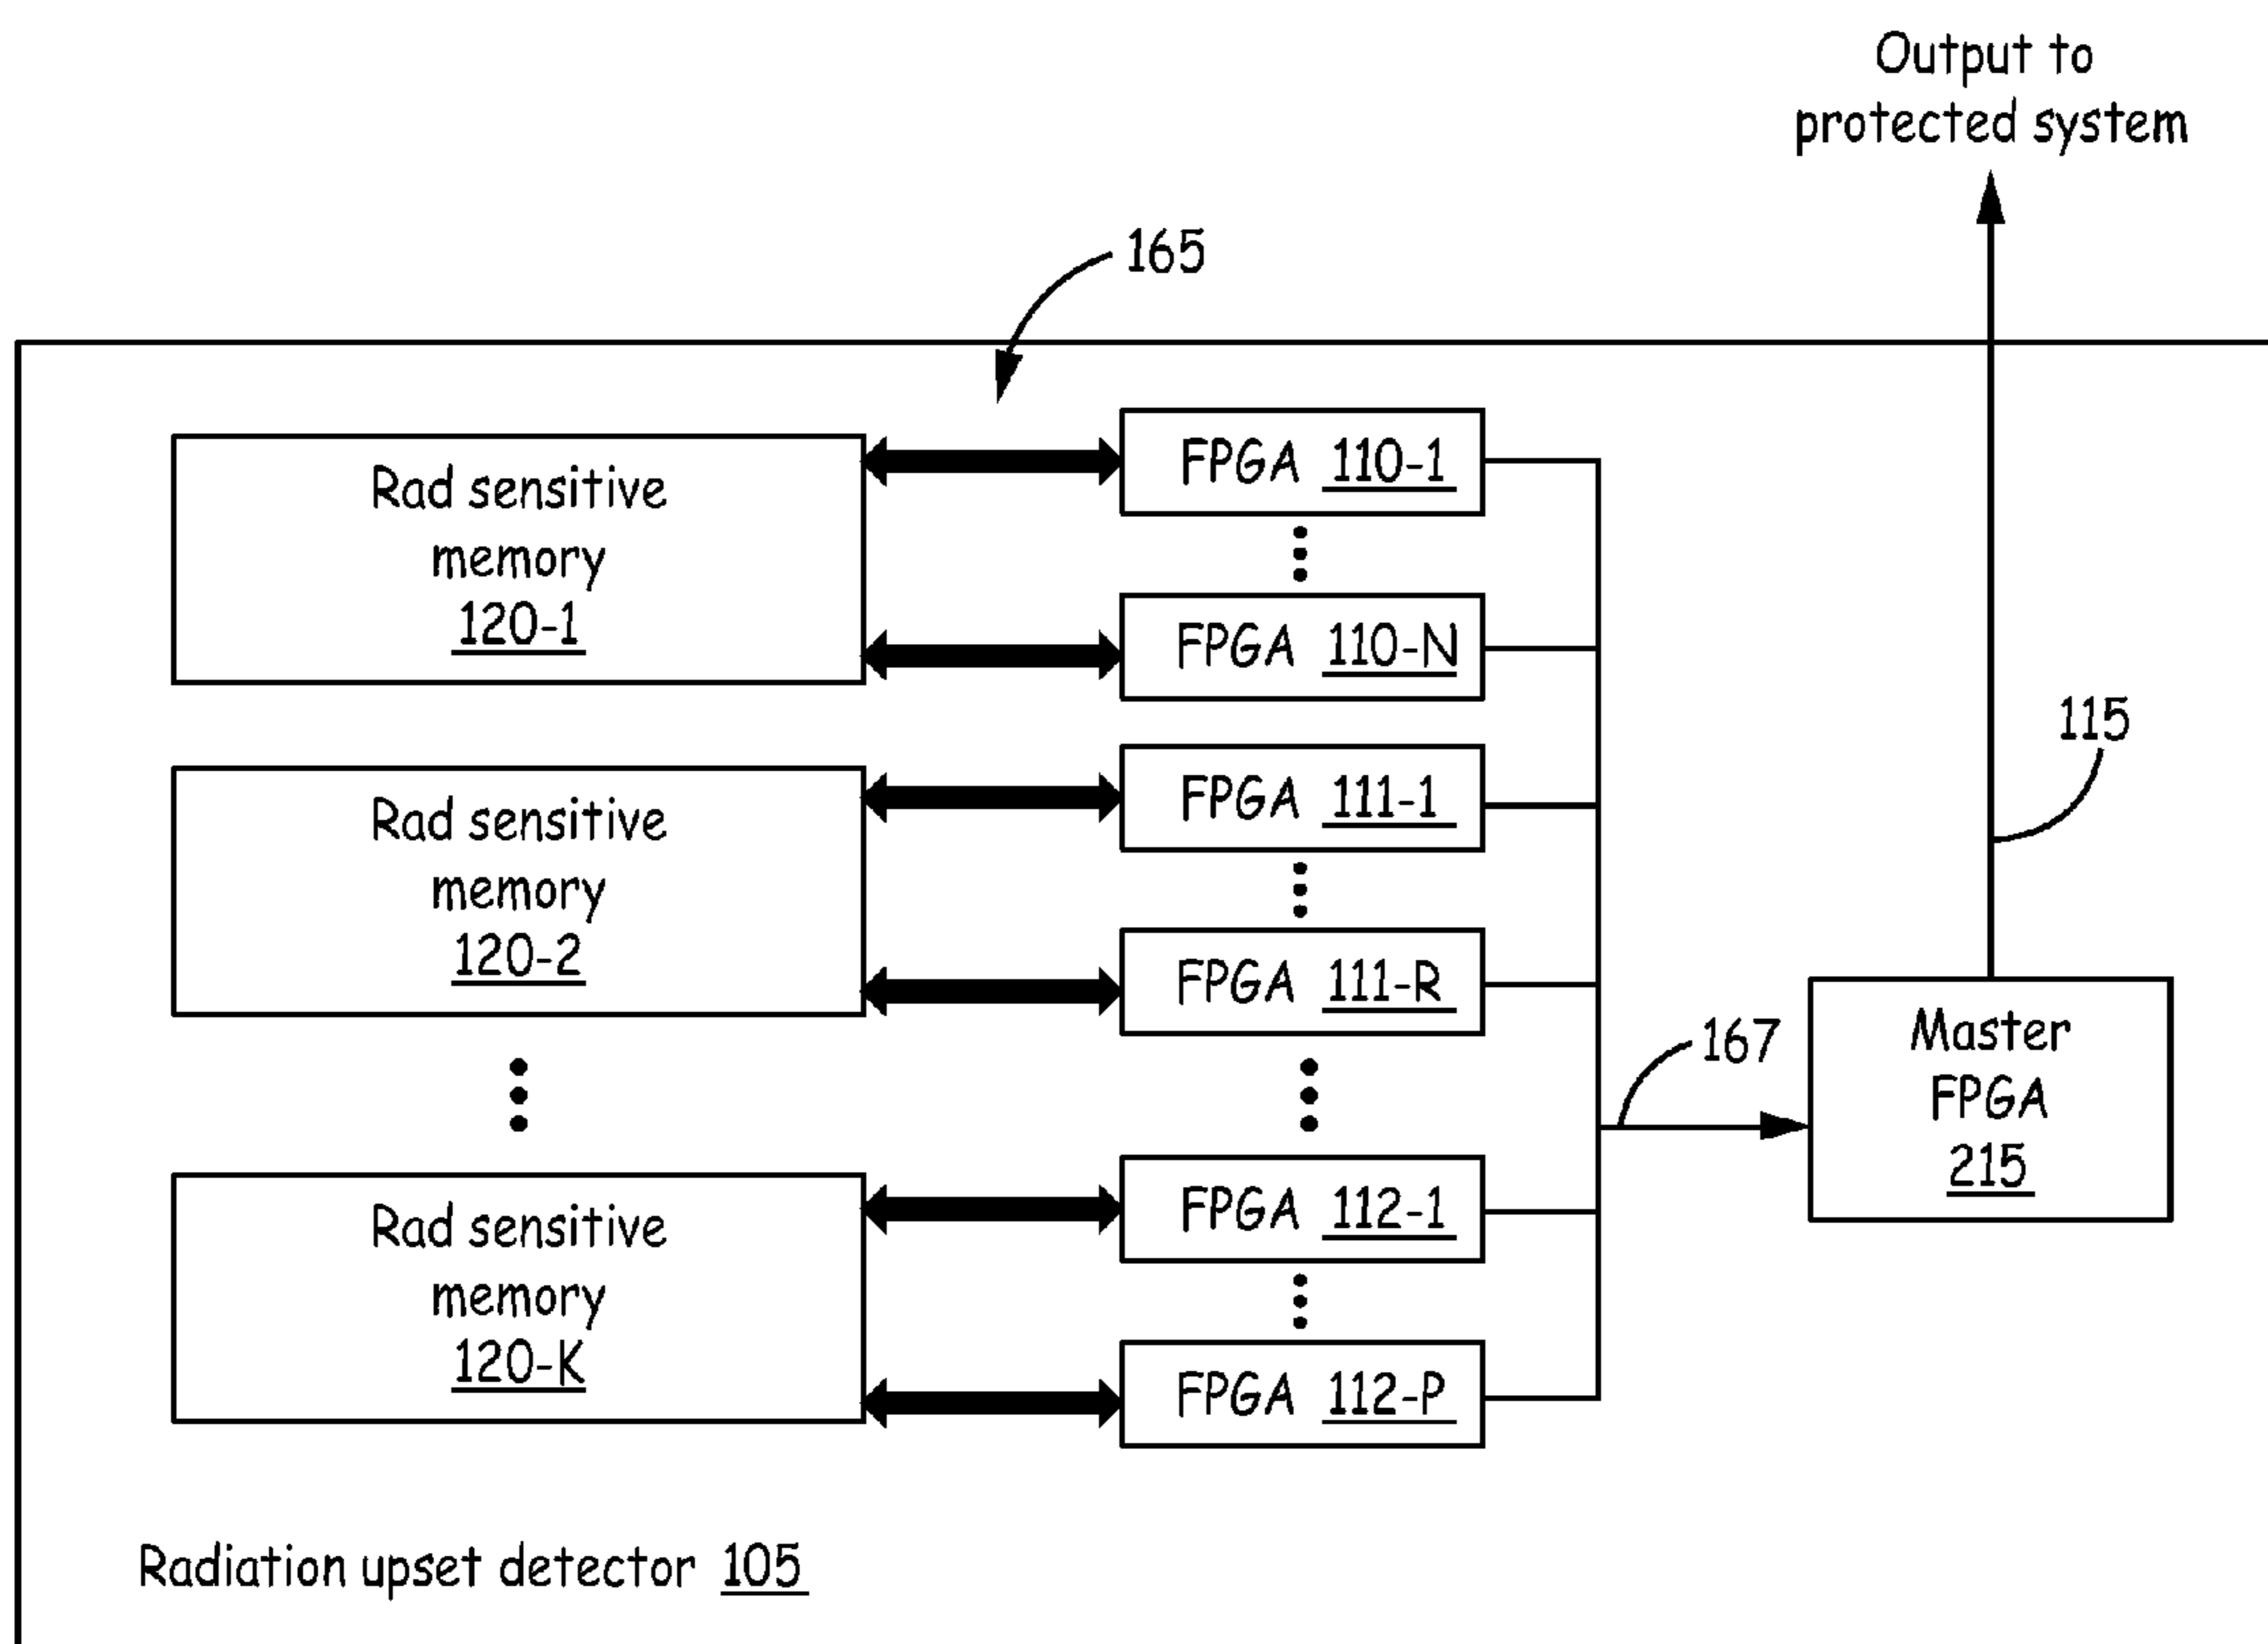 Output to
protected system
165
Rad sensitive
memory
120-1
FPGA 110-1
FPGA 110-N
115
Rad sensitive
memory
120-2
FPGA 111-1
FPGA 111-R
167
Master
FPGA
215
Rad sensitive
memory
120-K
FPGA 112-1
FPGA 112-P
Radiation upset detector 105